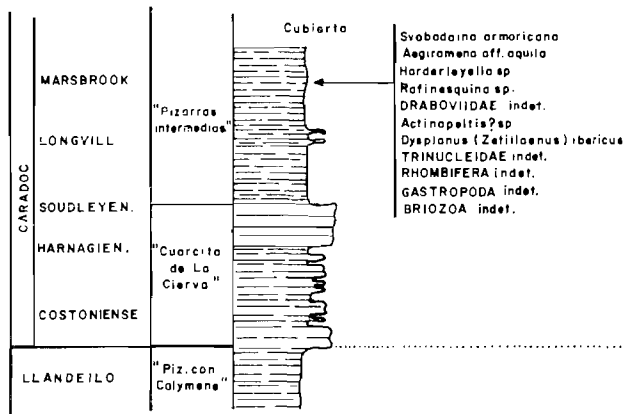 Cubierta
Svobodaina armoricana
Aegiromena aff. aquila
Harderleyella sp
Rafinesquina sp.
DRABOVIIDAE indet.
Actinopeltis? sp
Dysplanus (Zetillaenus) ibericus
TRINUCLEIDAE indet.
RHOMBIFERA indet.
GASTROPODA indet.
BRIOZOA indet.
CARADOC
MARSBROOK
LONGVILL
SOUDLEYEN.
HARNAGIEN.
COSTONIENSE
LLANDEILO
"Pizarras
intermedias"
"Cuarcita
de La
Cierva"
"Piz. con
Calymene"